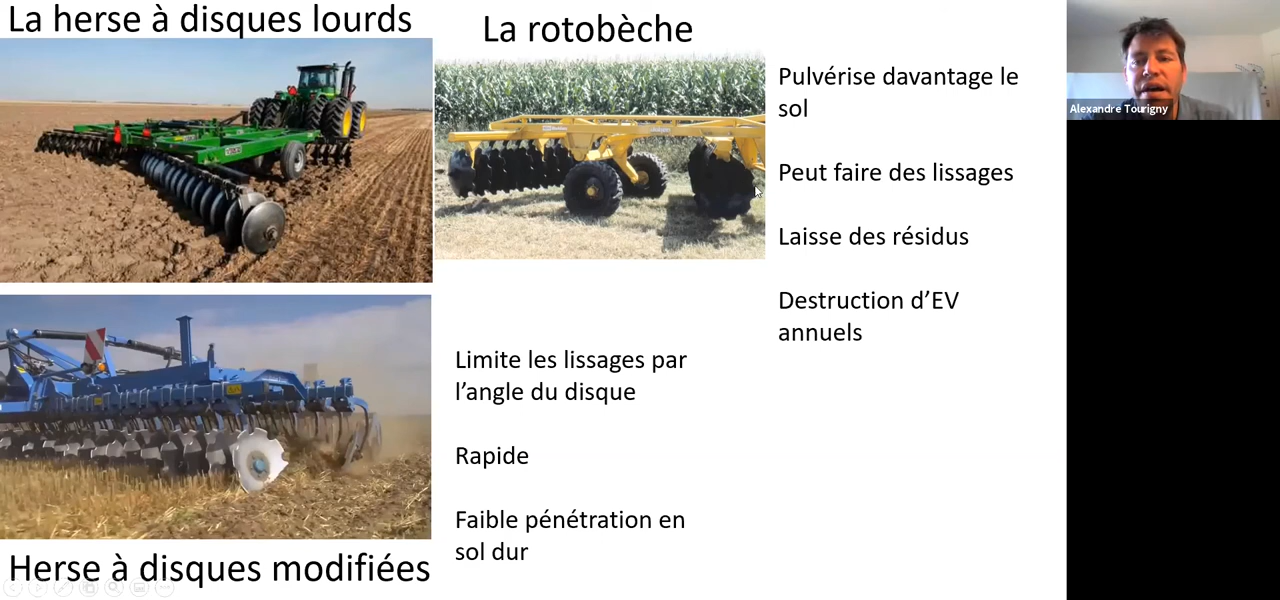 La herse à disques lourds
La rotobèche
Pulvérise davantage le
sol
Peut faire des lissages
Laisse des résidus
Destruction d’EV
annuels
Alexandre Tourigny
Limite les lissages par
l’angle du disque
Rapide
Faible pénétration en
sol dur
Herse à disques modifiées